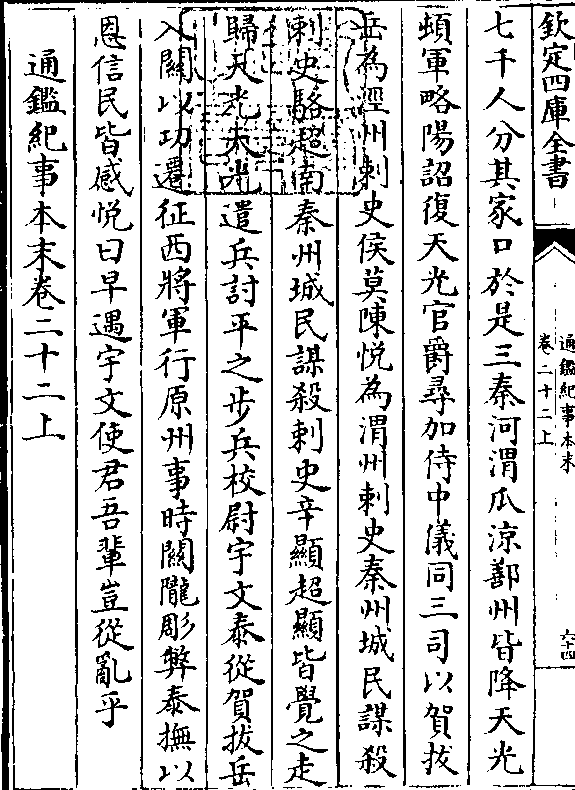 欽定四庫全書
通鑑紀事本末
卷二十二上
六十四
七千人分其家口於是三秦河渭瓜涼鄯州皆降天光
頓軍略陽詔復天光官爵尋加侍中儀同三司以賀拔
岳為涇州刺史侯莫陳悅為渭州刺史秦州城民謀殺
刺史駱超南秦州城民謀殺刺史辛顯超顯皆覺之走
歸天光天光遣兵討平之步兵校尉宇文泰從賀拔岳
入關以功遷征西將軍行原州事時關隴彫弊泰撫以
恩信民皆感悅曰早遇宇文使君吾輩豈從亂乎
通鑑紀事本末卷二十二上